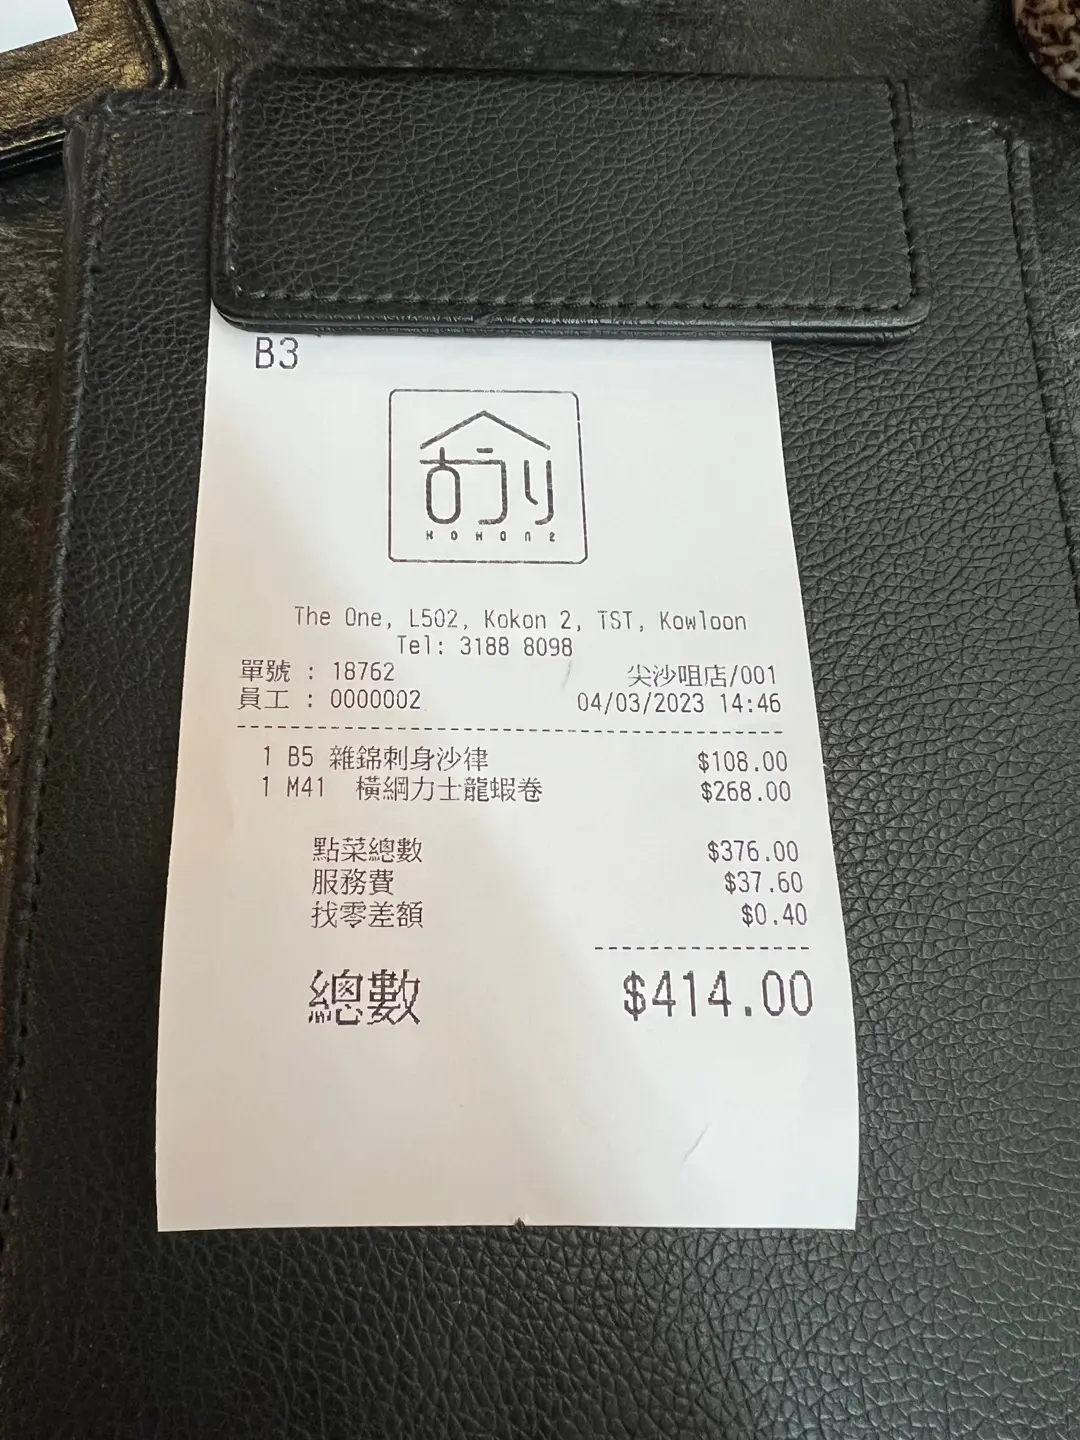 B3
KOKON2
The One, L502, Kokon 2, TST, Kowloon
Tel: 3188 8098
單號 : 18762 尖沙咀店/001
員工 : 0000002 04/03/2023 14:46
1 B5 雜錦刺身沙律 $108.00
1 M41 橫綱力士龍蝦卷 $268.00
點菜總數 $376.00
服務費 $37.60
找零差額 $0.40
總數 $414.00